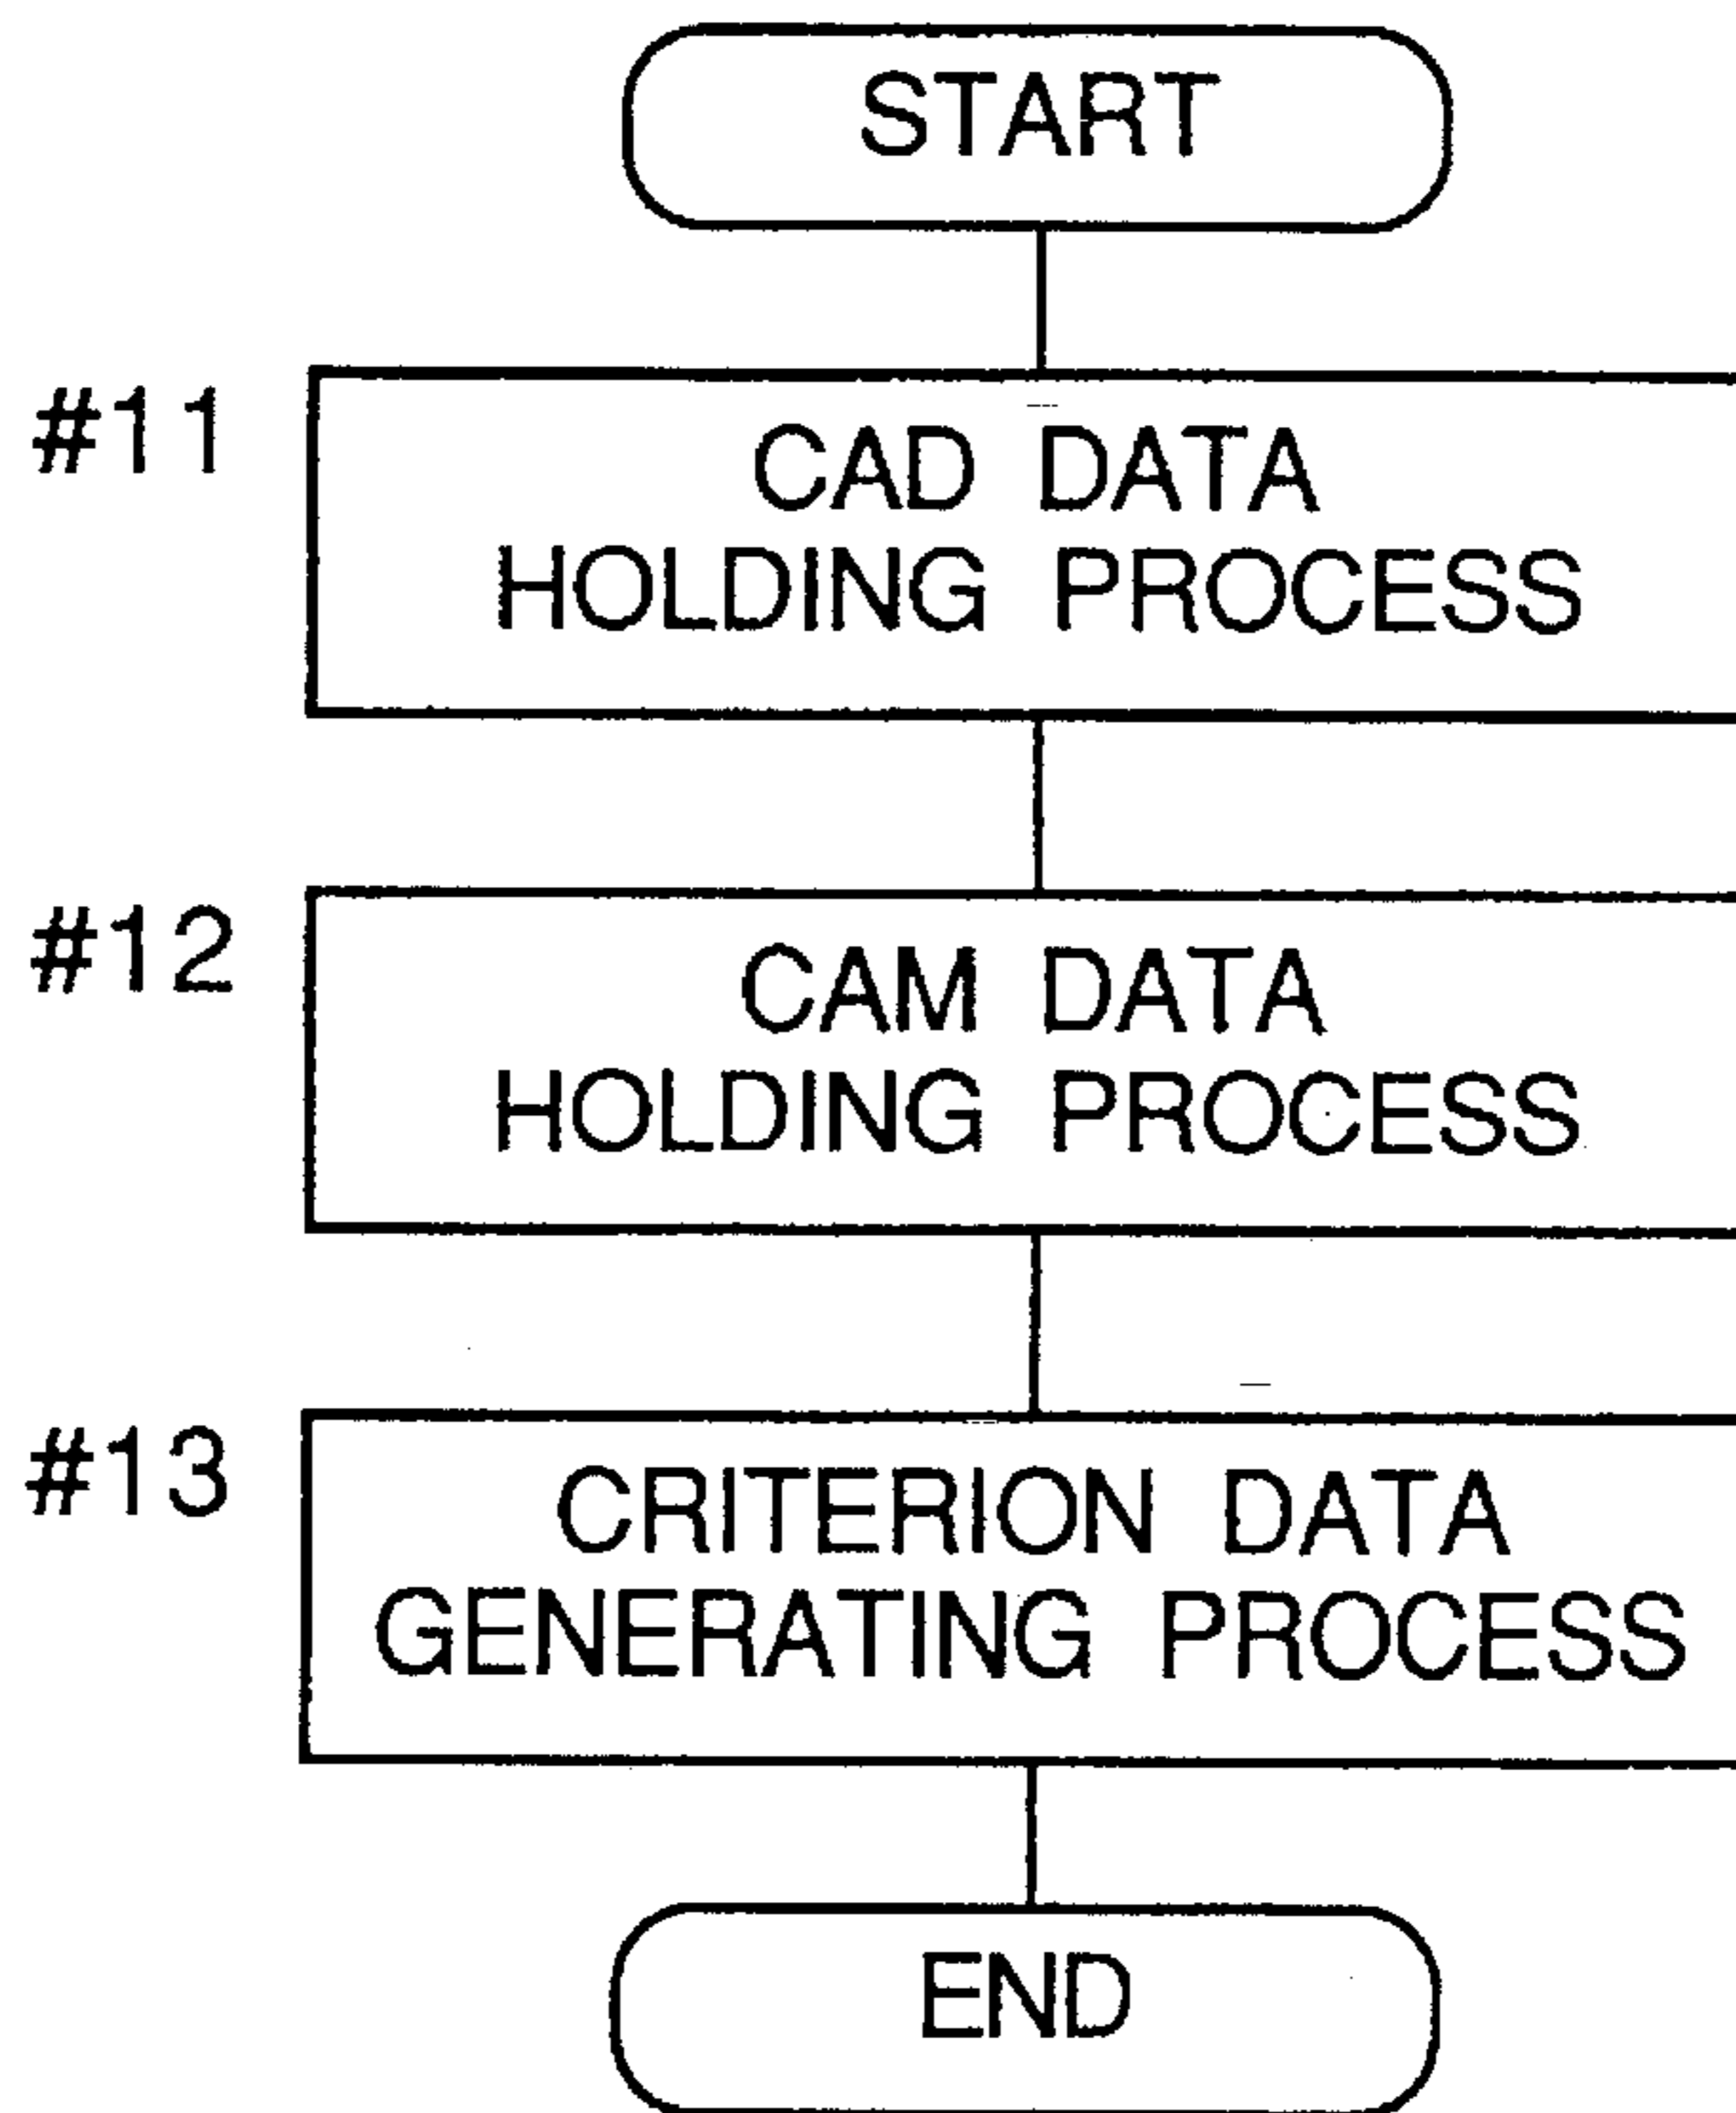 START
#11
CAD DATA
HOLDING PROCESS
#12
CAM DATA
HOLDING PROCESS
#13
CRITERION DATA
GENERATING PROCESS
END